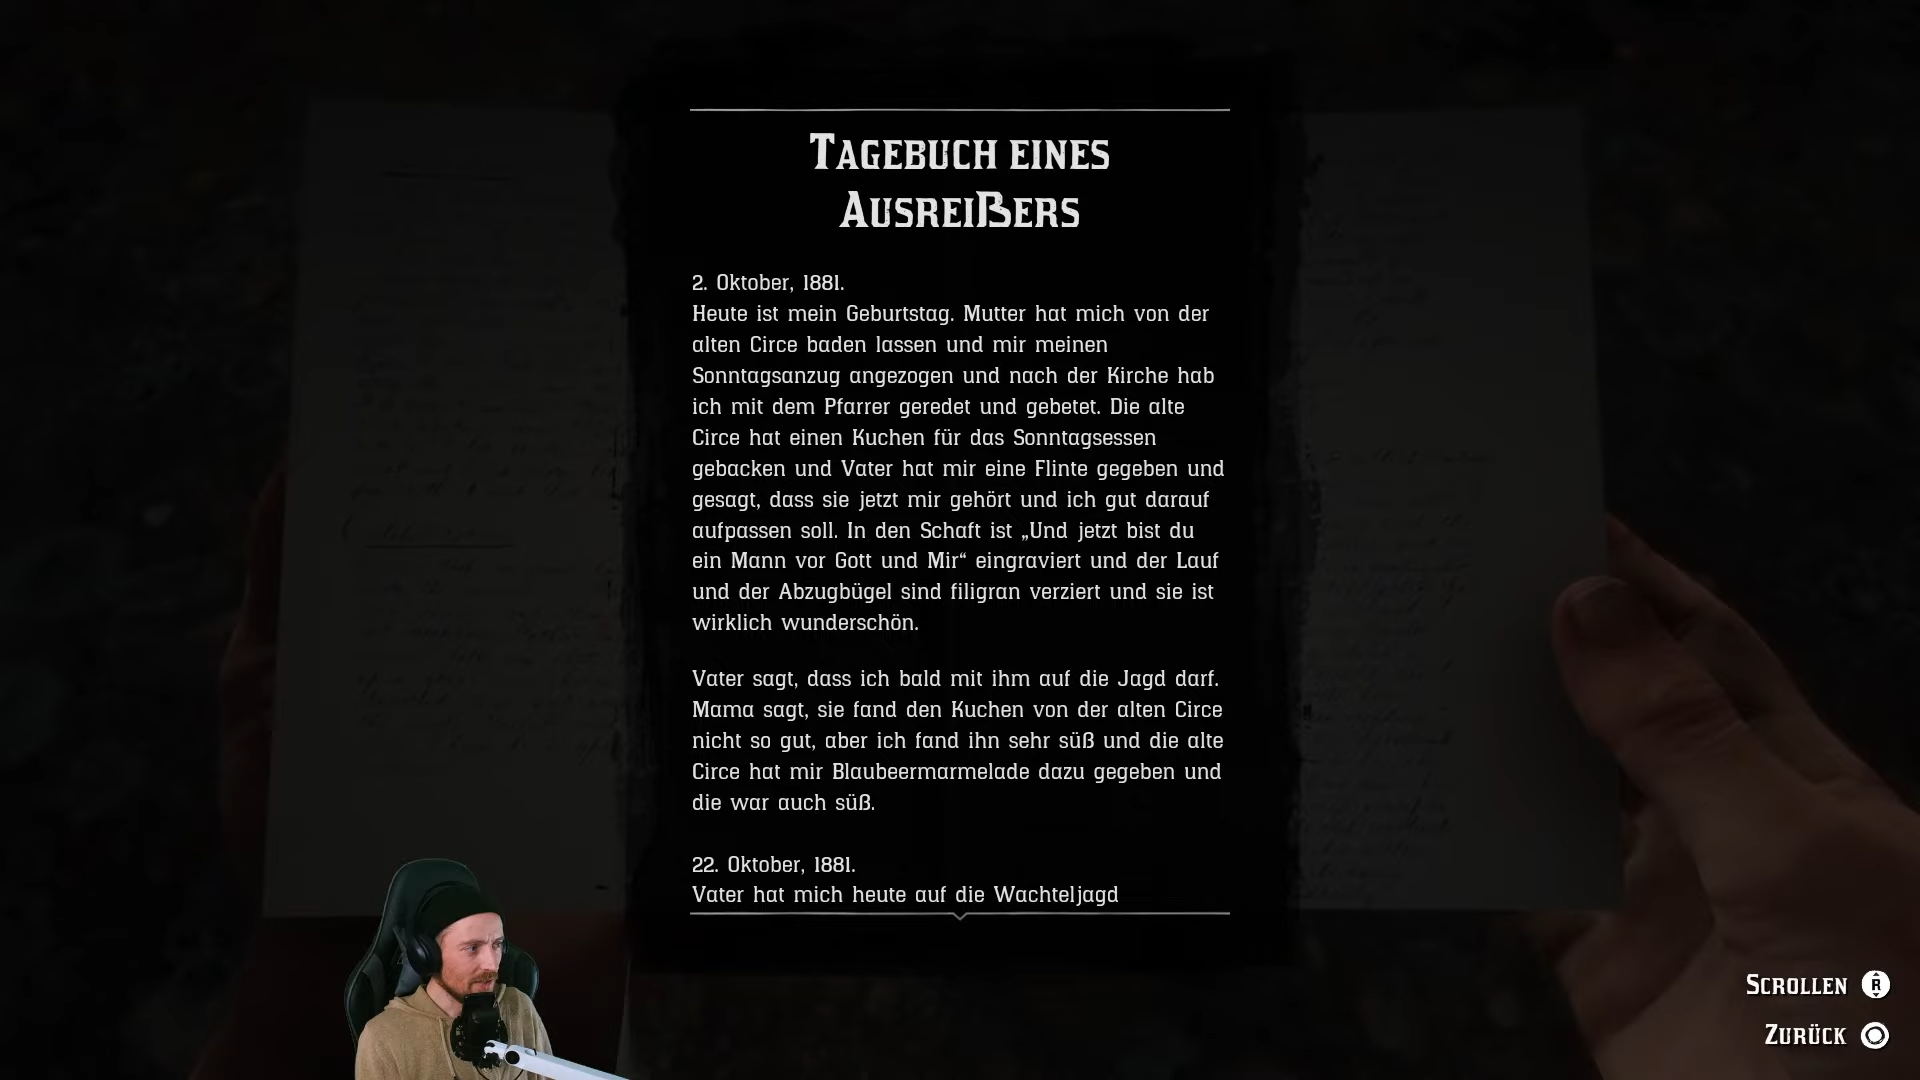 Tagebuch eines
Ausreißers
2. Oktober, 1881.
Heute ist mein Geburtstag. Mutter hat mich von der
alten Circe baden lassen und mir meinen
Sonntagsanzug angezogen und nach der Kirche hab
ich mit dem Pfarrer geredet und gebetet. Die alte
Circe hat einen Kuchen für das Sonntagsessen
gebacken und Vater hat mir eine Flinte gegeben und
gesagt, dass sie jetzt mir gehört und ich gut darauf
aufpassen soll. In den Schaft ist „Und jetzt bist du
ein Mann vor Gott und Mir“ eingraviert und der Lauf
und der Abzugbügel sind filigran verziert und sie ist
wirklich wunderschön.
Vater sagt, dass ich bald mit ihm auf die Jagd darf.
Mama sagt, sie fand den Kuchen von der alten Circe
nicht so gut, aber ich fand ihn sehr süß und die alte
Circe hat mir Blaubeermarmelade dazu gegeben und
die war auch süß.
22. Oktober, 1881.
Vater hat mich heute auf die Wachteljagd
Scrollen R
Zurück